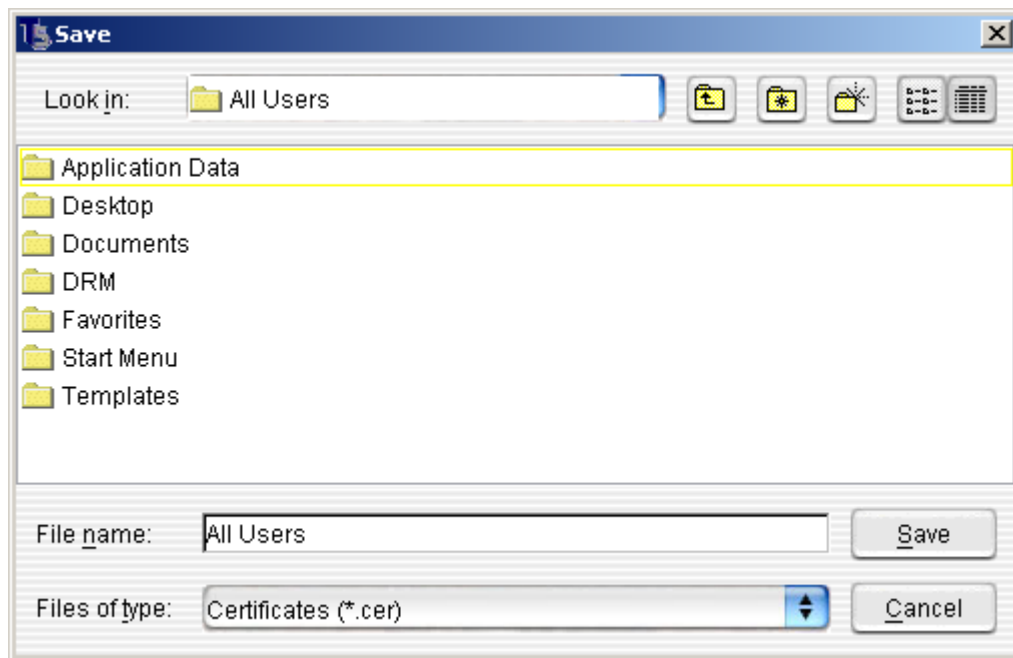 Save
Look in: All Users
Application Data
Desktop
Documents
DRM
Favorites
Start Menu
Templates
File name: All Users Save
Files of type: Certificates (*.cer) Cancel